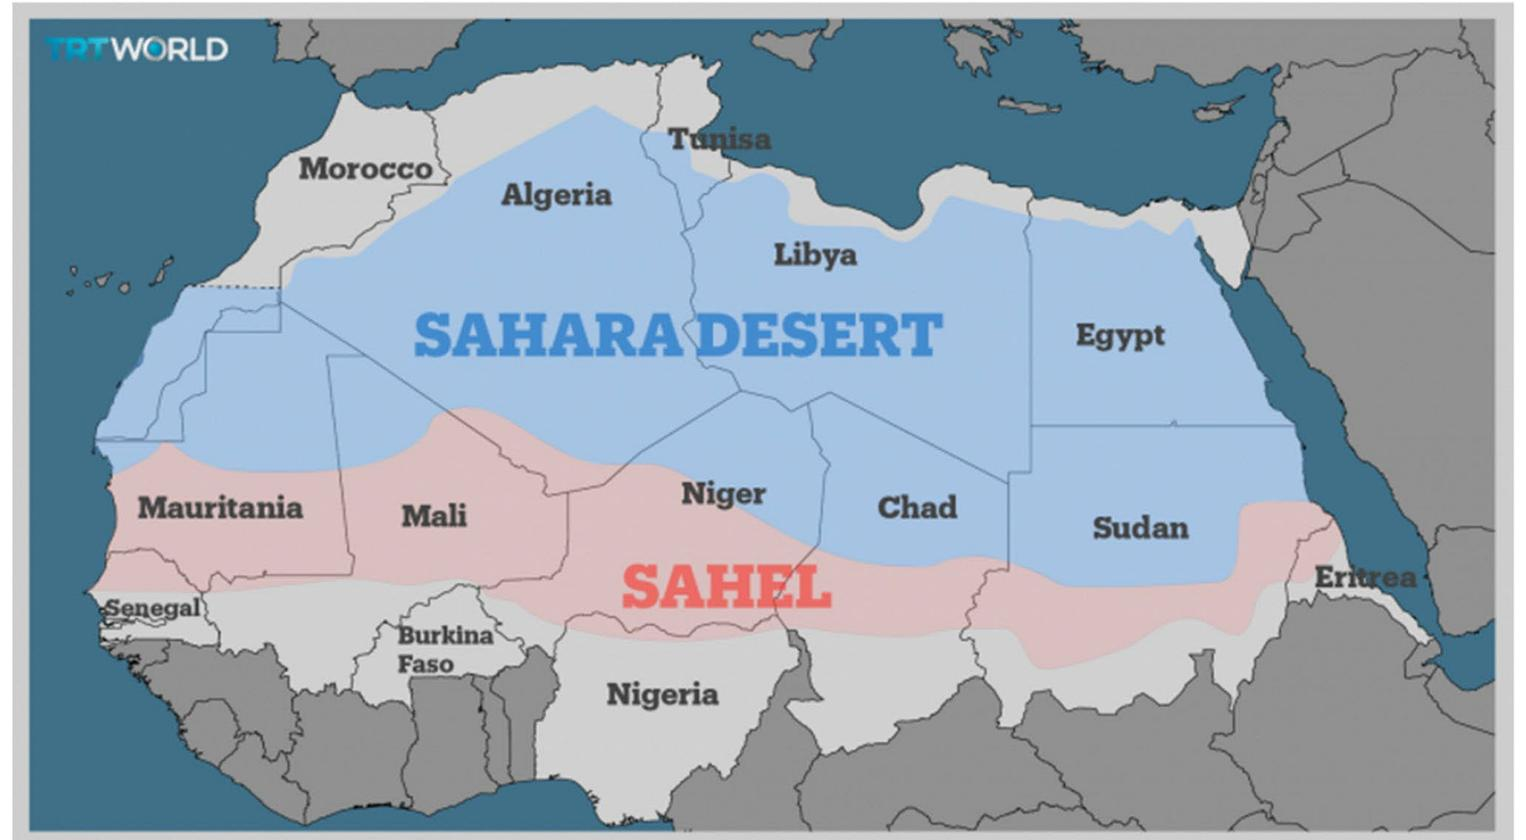 TRTWORLD
Tunisa
Morocco
Algeria
Libya
SAHARA DESERT
Egypt
Niger
Mauritania
Mali
Chad
Sudan
SAHEL
Eritrea
Senegal
Burkina
Faso
Nigeria